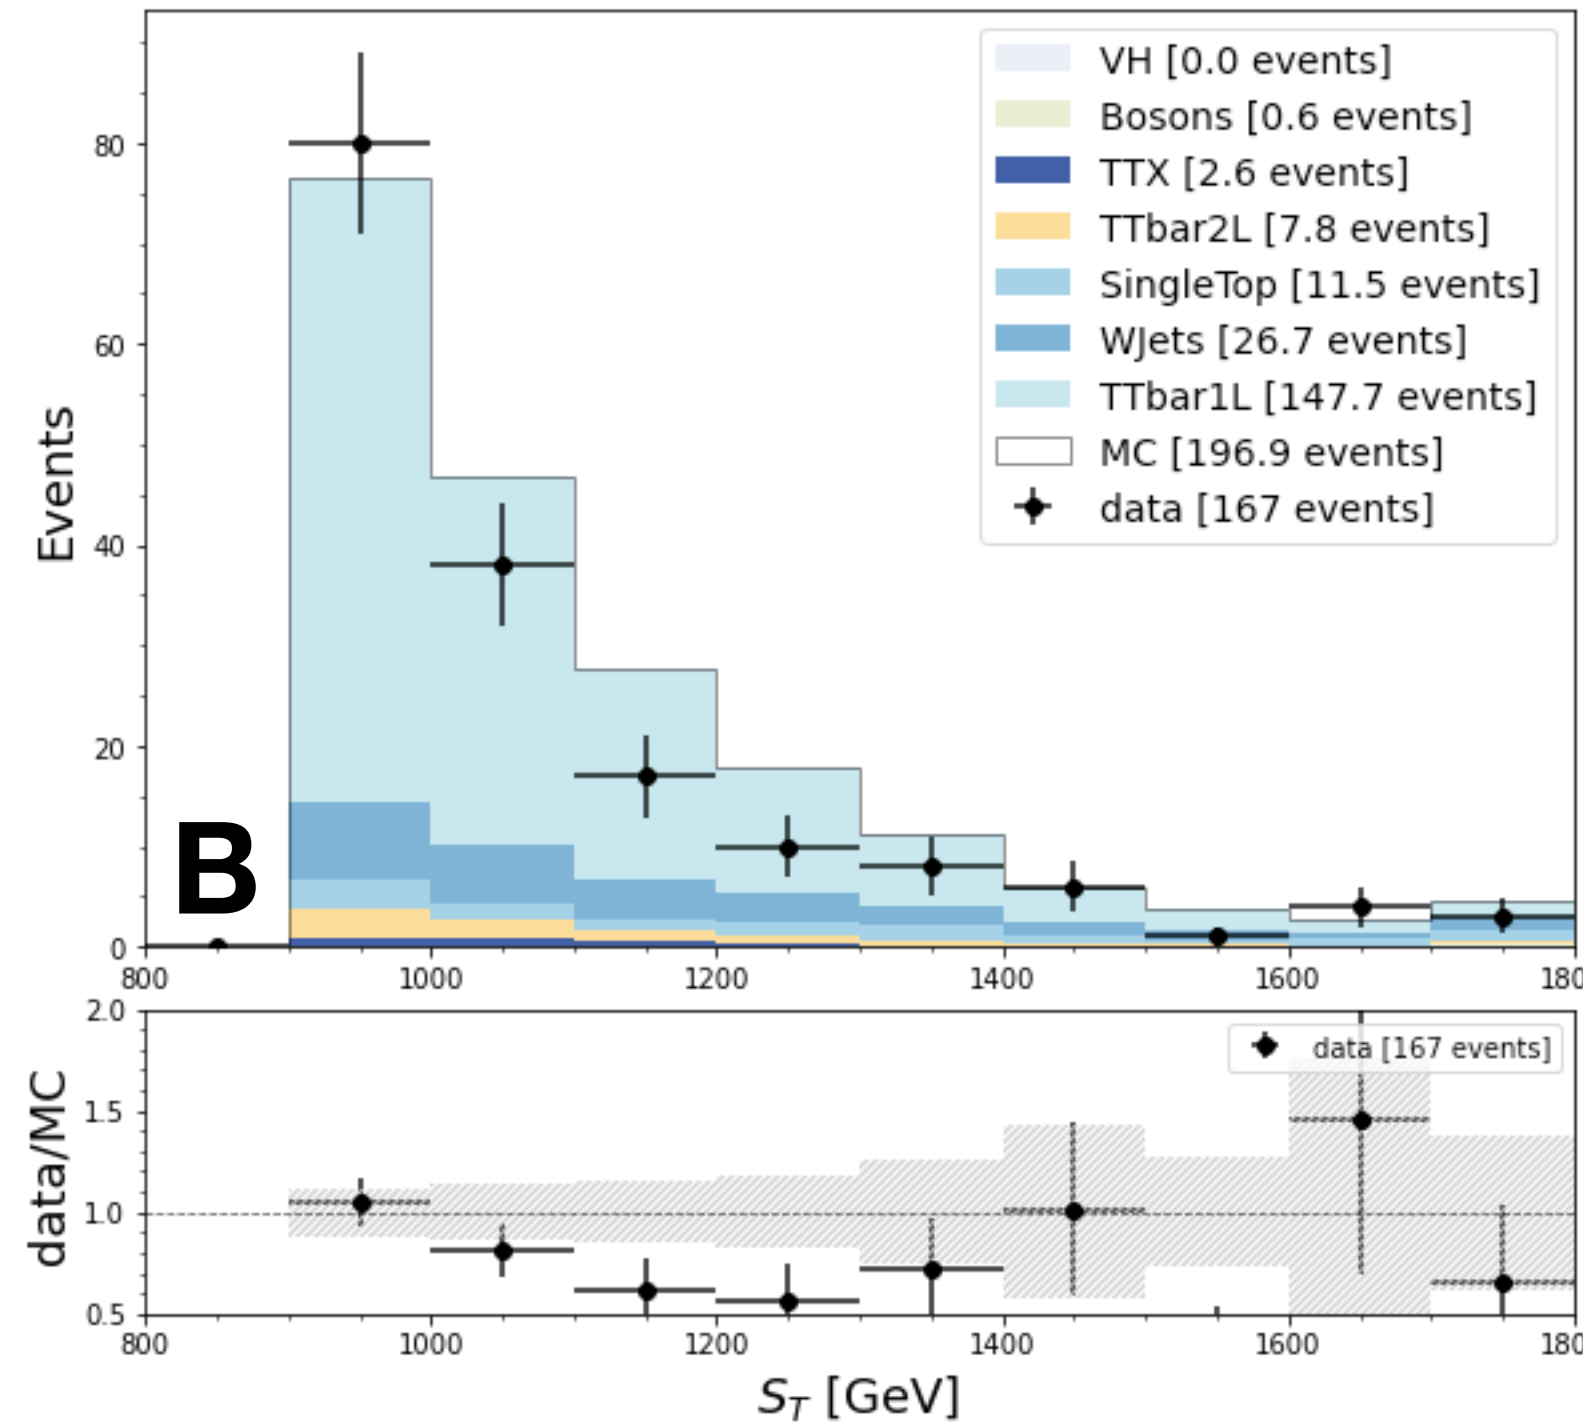 VH [0.0 events]
Bosons [0.6 events]
TTX [2.6 events]
TTbar2L [7.8 events]
SingleTop [11.5 events]
WJets [26.7 events]
TTbar1L [147.7 events]
MC [196.9 events]
data [167 events]
Events
80
60
40
20
0
B
800 1000 1200 1400 1600 180
data [167 events]
data/MC
2.0
1.5
1.0
0.5
800 1000 1200 1400 1600 180
S_T [GeV]